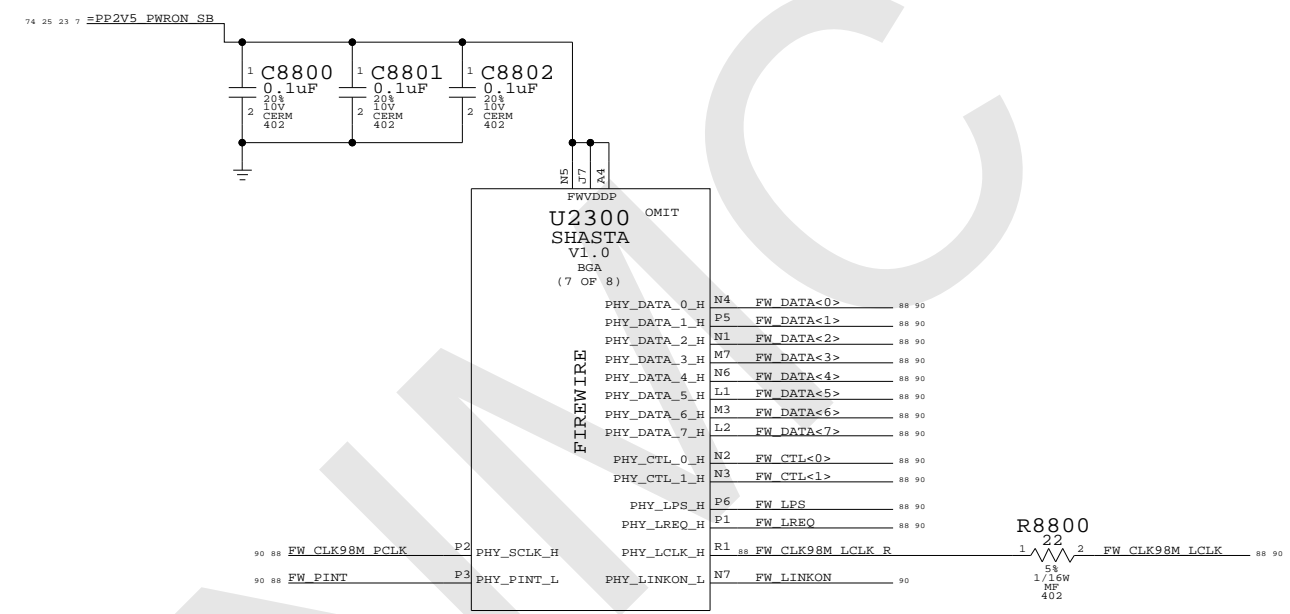 74 25 23 7 =PP2V5_PWRON_SB
1 C8800 1 C8801 1 C8802
0.1uF 0.1uF 0.1uF
20% 20% 20%
10V 10V 10V
2 CERM 2 CERM 2 CERM
402 402 402
N5 J7 A4
FWVDDP
U2300 OMIT
SHASTA
V1.0
BGA
(7 OF 8)
FIREWIRE
PHY_DATA_0_H N4 FW_DATA<0> 88 90
PHY_DATA_1_H P5 FW_DATA<1> 88 90
PHY_DATA_2_H N1 FW_DATA<2> 88 90
PHY_DATA_3_H M7 FW_DATA<3> 88 90
PHY_DATA_4_H N6 FW_DATA<4> 88 90
PHY_DATA_5_H L1 FW_DATA<5> 88 90
PHY_DATA_6_H M3 FW_DATA<6> 88 90
PHY_DATA_7_H L2 FW_DATA<7> 88 90
PHY_CTL_0_H N2 FW_CTL<0> 88 90
PHY_CTL_1_H N3 FW_CTL<1> 88 90
PHY_LPS_H P6 FW_LPS 88 90
PHY_LREQ_H P1 FW_LREQ 88 90
R8800
22
90 88 FW_CLK98M_PCLK P2 PHY_SCLK_H PHY_LCLK_H R1 88 FW_CLK98M_LCLK_R 1 2 FW_CLK98M_LCLK 88 90
5%
1/16W
MF
402
90 88 FW_PINT P3 PHY_PINT_L PHY_LINKON_L N7 FW_LINKON 90